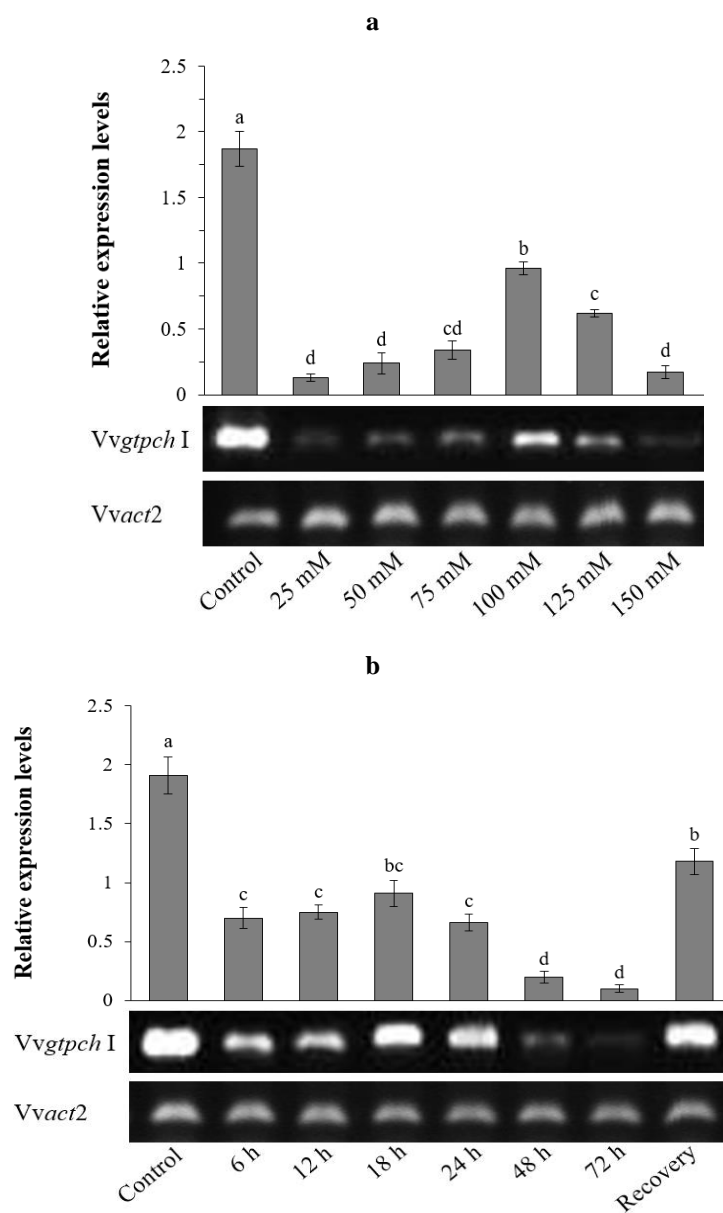 a
Relative expression levels
2.5
2
1.5
1
0.5
0
a
d
d
cd
b
c
d
Vvgtpch I
Vvact2
Control
25 mM
50 mM
75 mM
100 mM
125 mM
150 mM
b
Relative expression levels
2.5
2
1.5
1
0.5
0
a
c
c
bc
c
d
d
b
Vvgtpch I
Vvact2
Control
6 h
12 h
18 h
24 h
48 h
72 h
Recovery